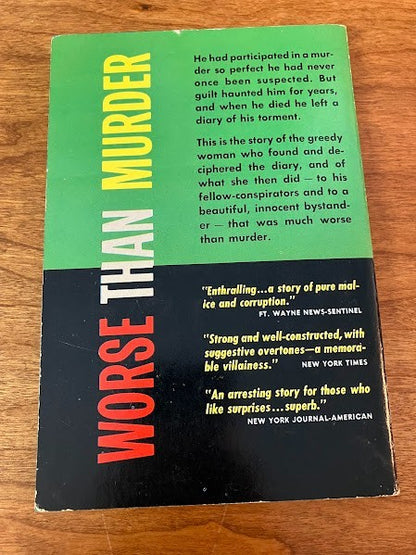 WORSE THAN MURDER
He had participated in a mur-
der so perfect he had never
once been suspected. But
guilt haunted him for years,
and when he died he left a
diary of his torment.
This is the story of the greedy
woman who found and de-
ciphered the diary, and of
what she then did — to his
fellow-conspirators and to a
beautiful, innocent bystand-
er — that was much worse
than murder.
"Enthralling...a story of pure mal-
ice and corruption."
FT. WAYNE NEWS-SENTINEL
"Strong and well-constructed, with
suggestive overtones—a memora-
ble villainess." NEW YORK TIMES
"An arresting story for those who
like surprises...superb."
NEW YORK JOURNAL-AMERICAN